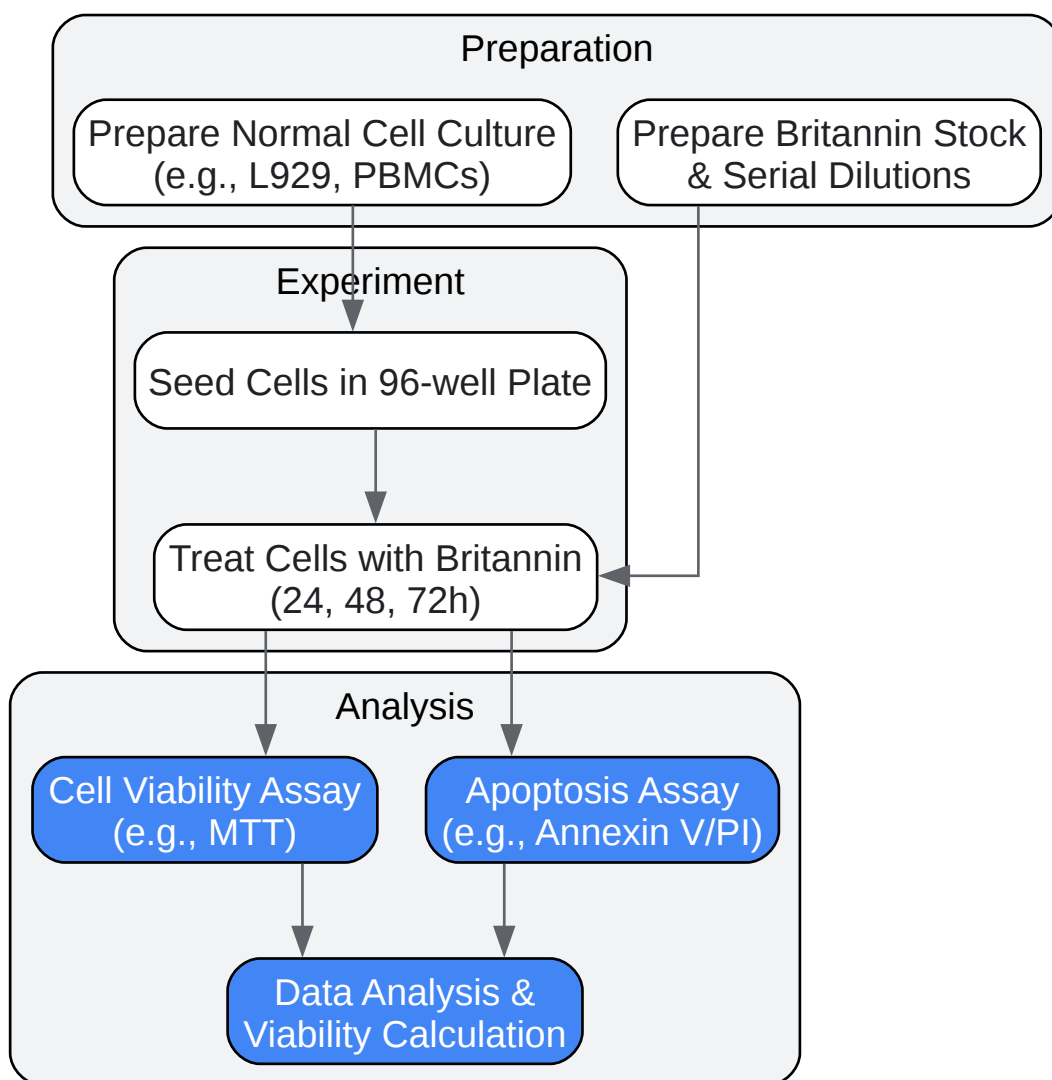 Preparation
Prepare Normal Cell Culture
(e.g., L929, PBMCs)
Prepare Britannin Stock
& Serial Dilutions
Experiment
Seed Cells in 96-well Plate
Treat Cells with Britannin
(24, 48, 72h)
Analysis
Cell Viability Assay
(e.g., MTT)
Apoptosis Assay
(e.g., Annexin V/PI)
Data Analysis &
Viability Calculation